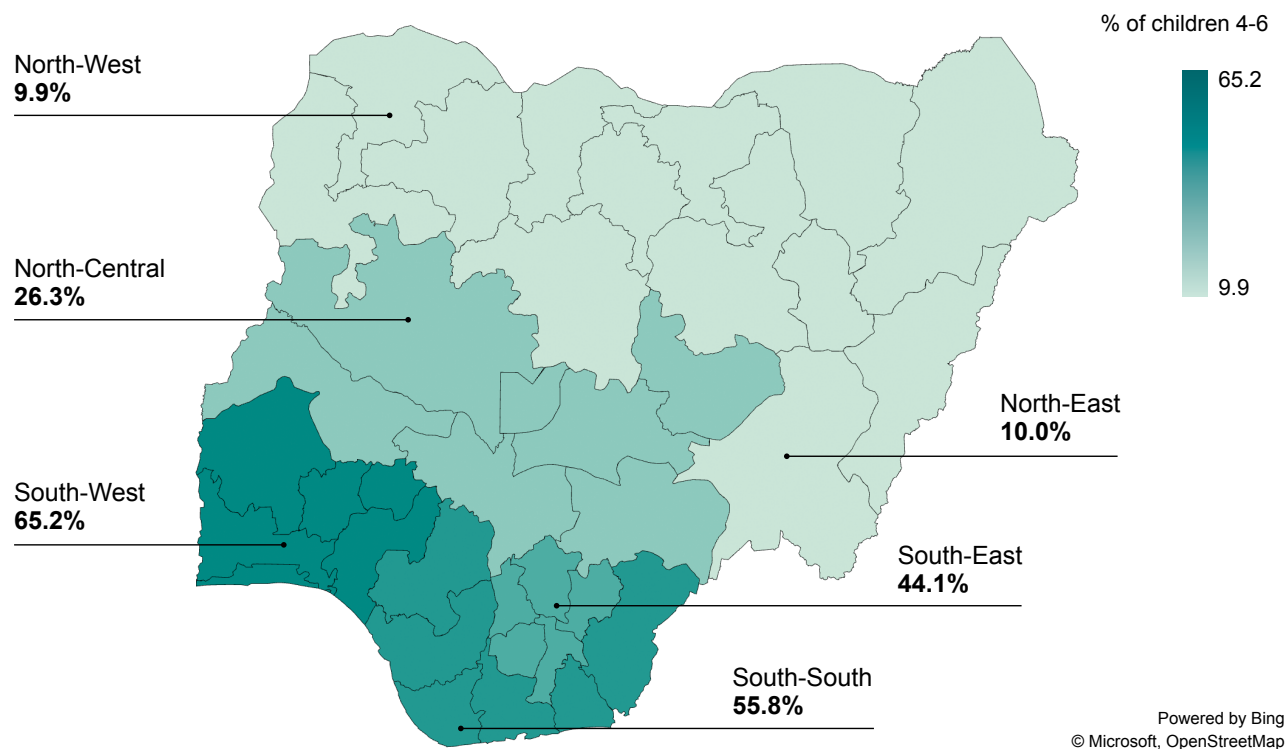 % of children 4-6
65.2
9.9
North-West
9.9%
North-Central
26.3%
North-East
10.0%
South-West
65.2%
South-East
44.1%
South-South
55.8%
Powered by Bing
© Microsoft, OpenStreetMap